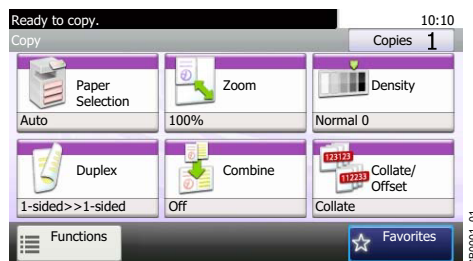 Ready to copy.
10:10
Copy
Copies 1
Paper
Selection
Auto
Zoom
100%
Density
Normal 0
Duplex
1-sided>>1-sided
Combine
Off
123123
112233
Collate/
Offset
Collate
Functions
Favorites